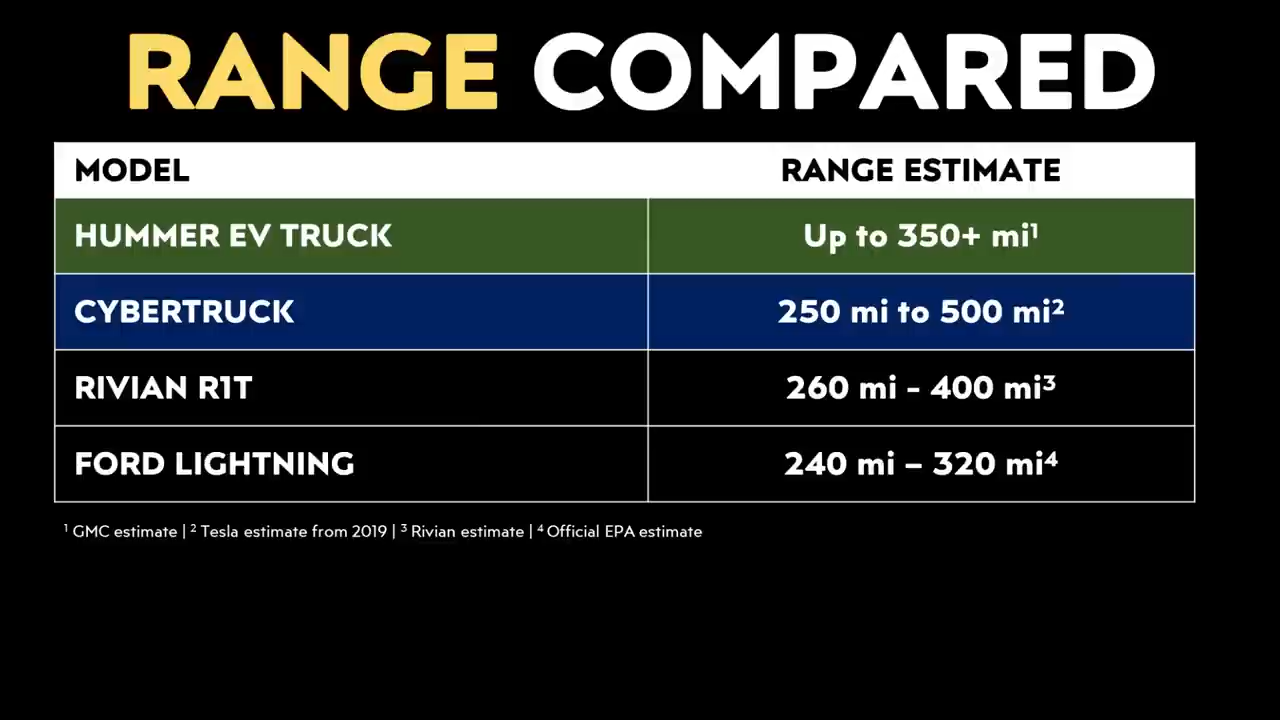 RANGE COMPARED
MODEL RANGE ESTIMATE
HUMMER EV TRUCK Up to 350+ mi¹
CYBERTRUCK 250 mi to 500 mi²
RIVIAN R1T 260 mi - 400 mi³
FORD LIGHTNING 240 mi – 320 mi⁴
¹ GMC estimate | ² Tesla estimate from 2019 | ³ Rivian estimate | ⁴ Official EPA estimate